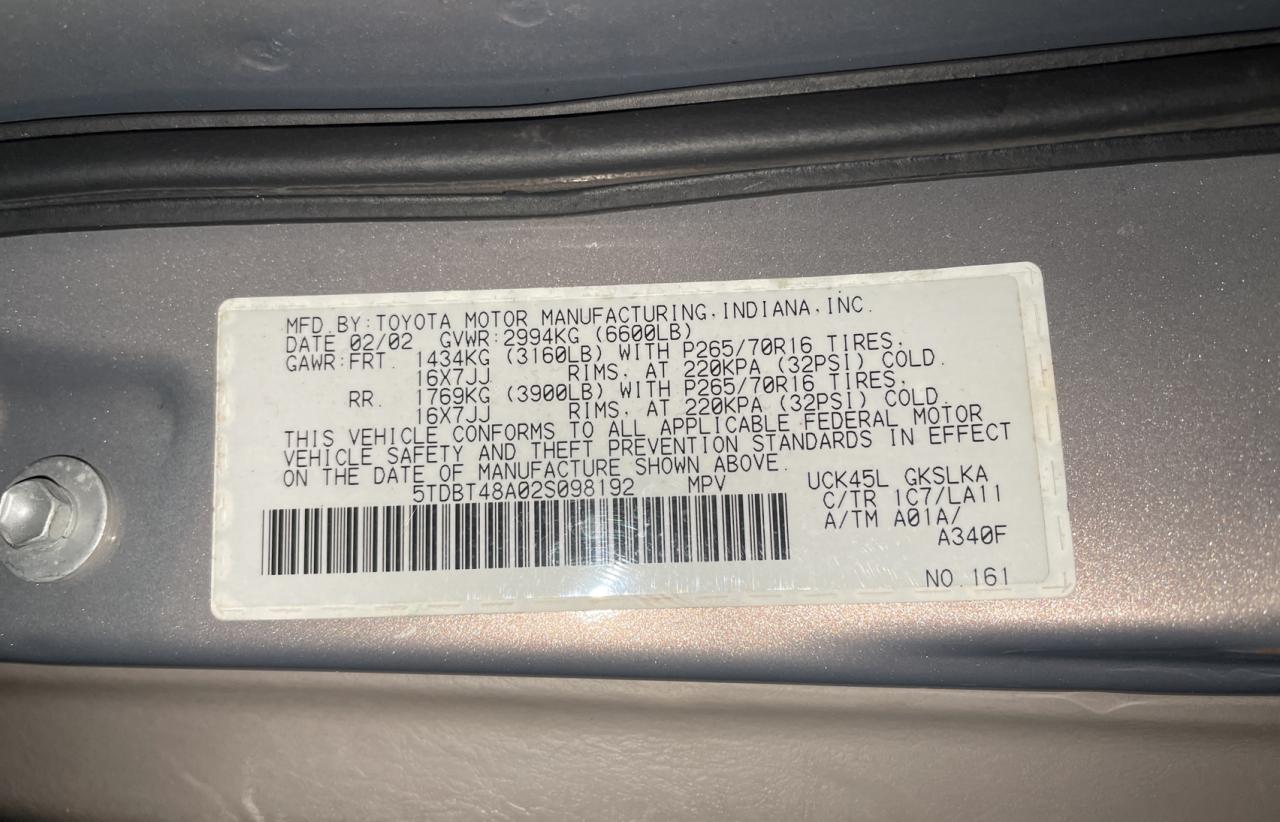 MFD.BY:TOYOTA MOTOR MANUFACTURING,INDIANA,INC.
DATE 02/02 GVWR:2994KG (6600LB)
GAWR:FRT. 1434KG (3160LB) WITH P265/70R16 TIRES,
16X7JJ RIMS, AT 220KPA (32PSI) COLD.
RR. 1769KG (3900LB) WITH P265/70R16 TIRES,
16X7JJ RIMS, AT 220KPA (32PSI) COLD.
THIS VEHICLE CONFORMS TO ALL APPLICABLE FEDERAL MOTOR
VEHICLE SAFETY AND THEFT PREVENTION STANDARDS IN EFFECT
ON THE DATE OF MANUFACTURE SHOWN ABOVE.
5TDBT48A02S098192 MPV
UCK45L GKSLKA
C/TR 1C7/LA11
A/TM A01A/
A340F
NO.161